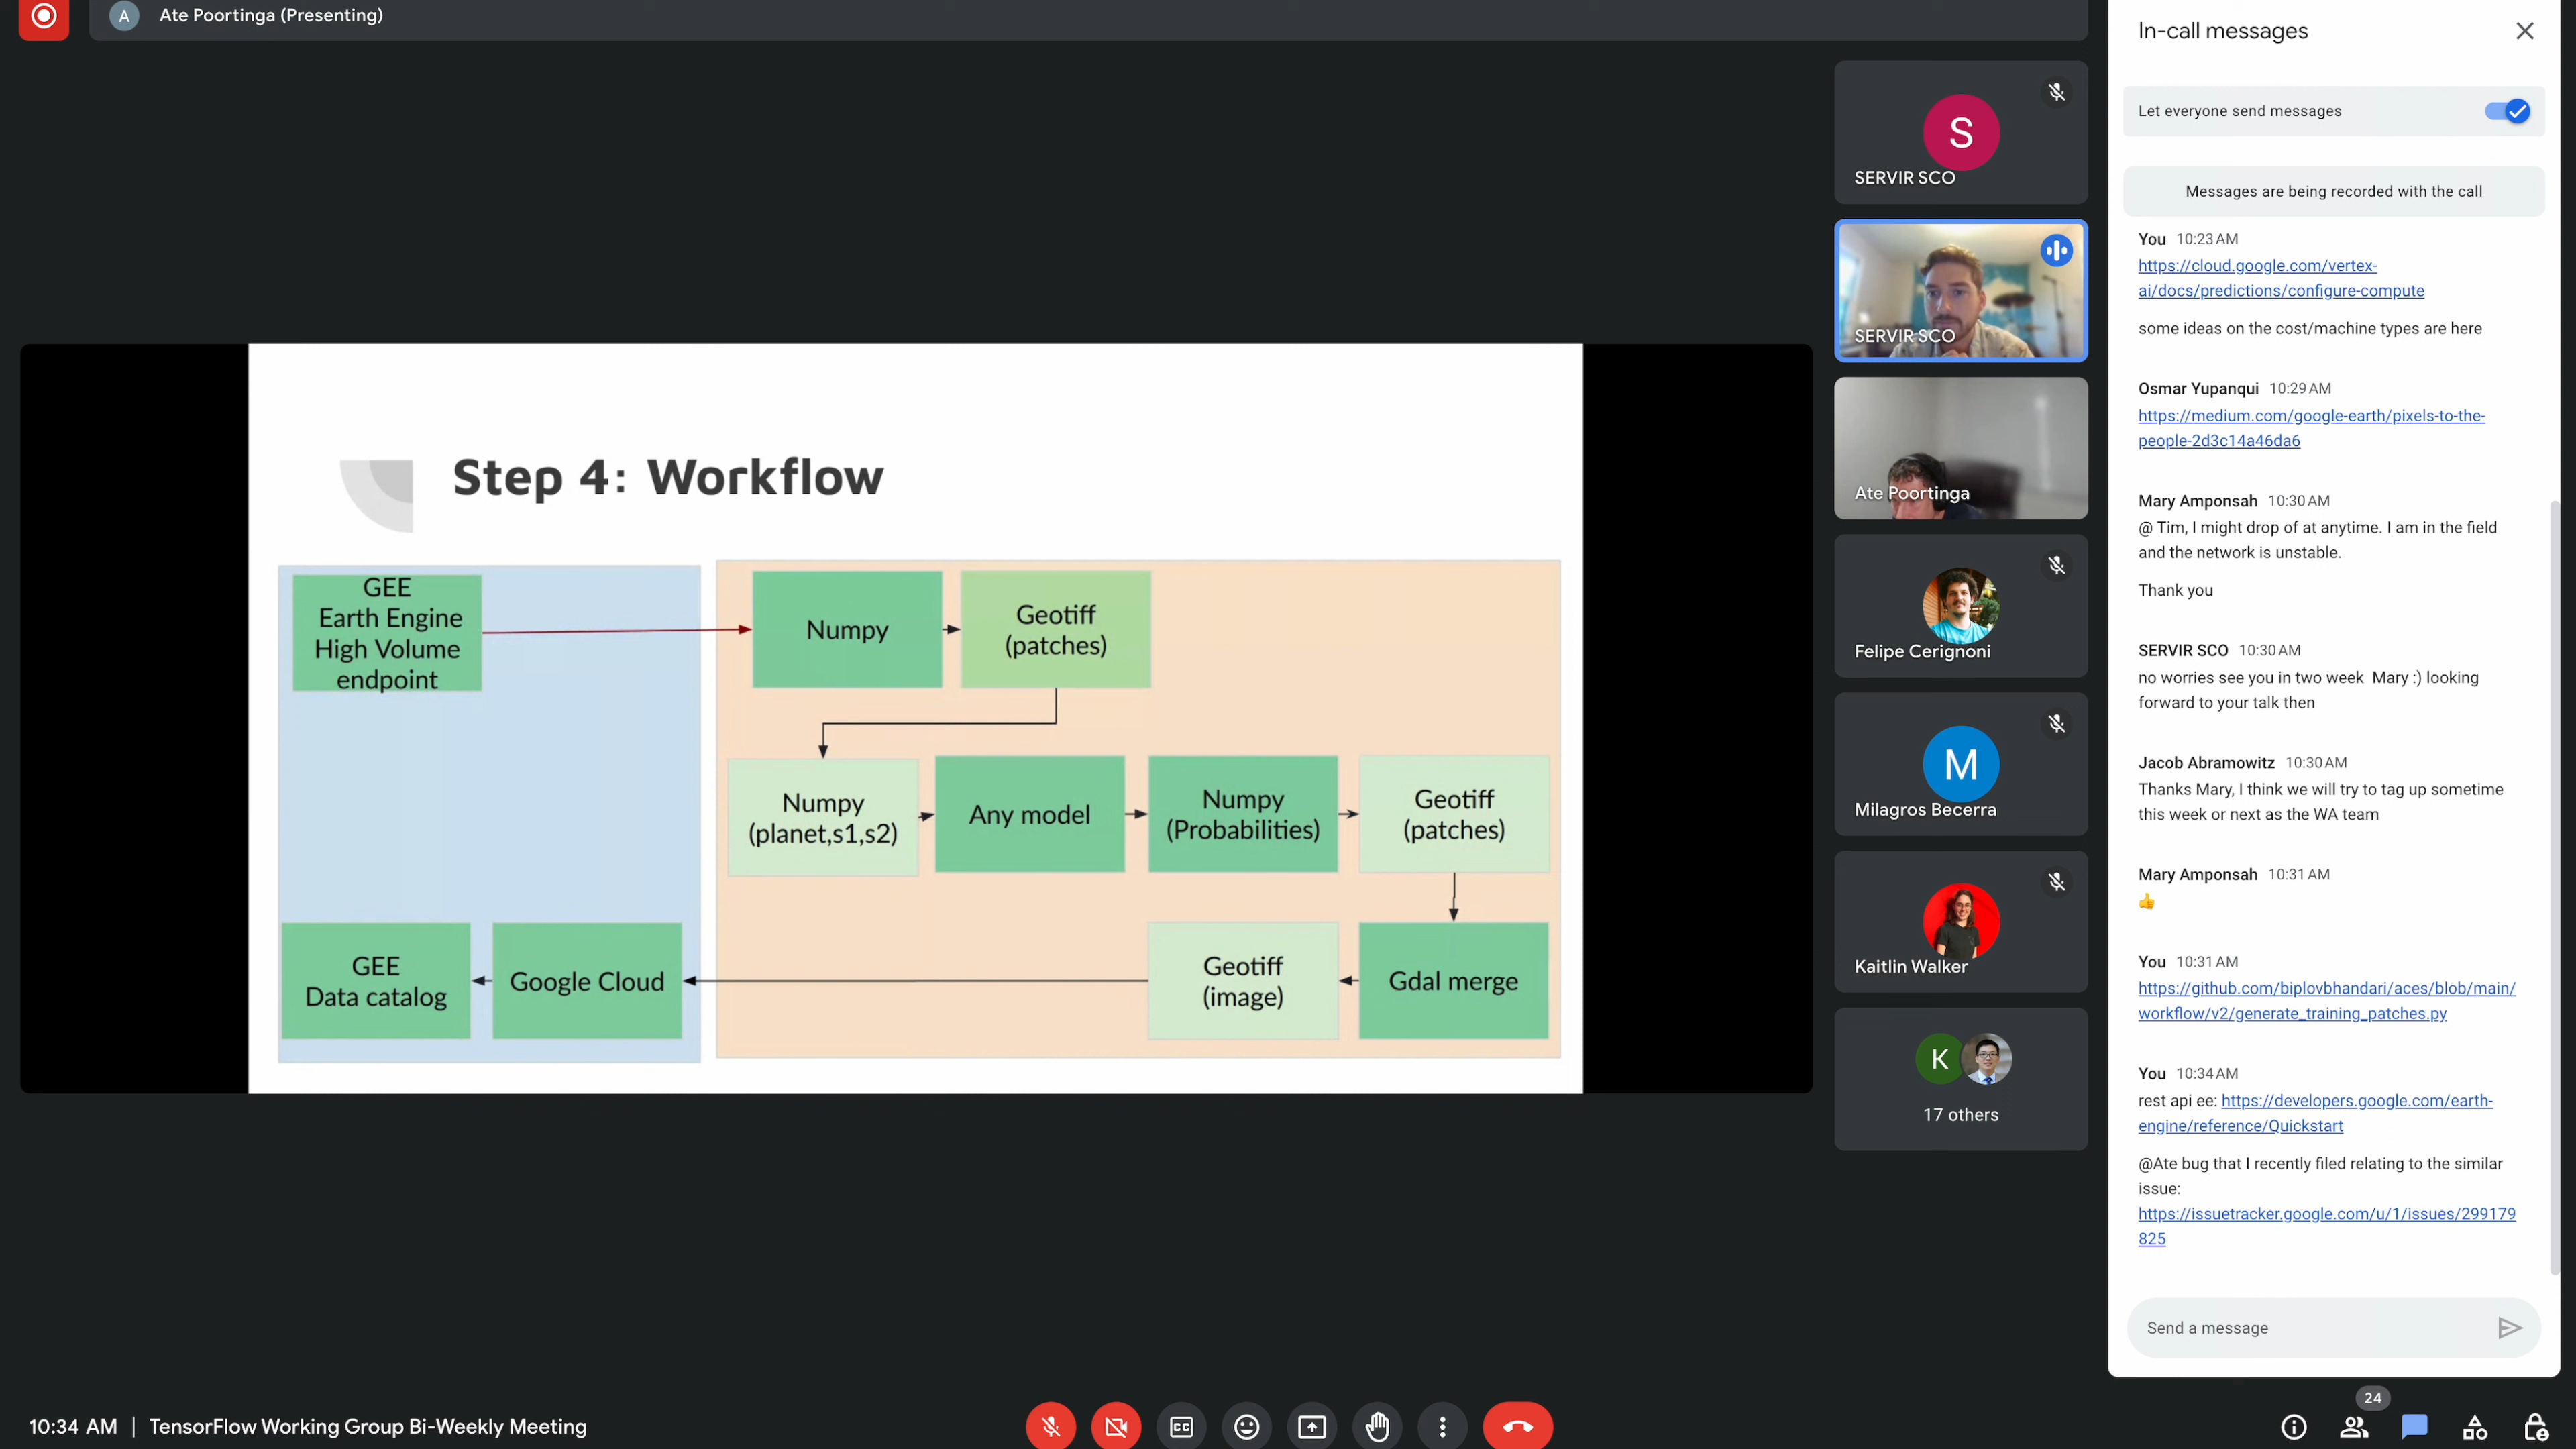 A Ate Poortinga (Presenting)
Step 4: Workflow
GEE
Earth Engine
High Volume
endpoint
Numpy
Geotiff
(patches)
Numpy
(planet,s1,s2)
Any model
Numpy
(Probabilities)
Geotiff
(patches)
GEE
Data catalog
Google Cloud
Geotiff
(image)
Gdal merge
S
SERVIR SCO
SERVIR SCO
Ate Poortinga
Felipe Cerignoni
M
Milagros Becerra
Kaitlin Walker
K
17 others
In-call messages
Let everyone send messages
Messages are being recorded with the call
You 10:23 AM
https://cloud.google.com/vertex-
ai/docs/predictions/configure-compute
some ideas on the cost/machine types are here
Osmar Yupanqui 10:29 AM
https://medium.com/google-earth/pixels-to-the-
people-2d3c14a46da6
Mary Amponsah 10:30 AM
@ Tim, I might drop of at anytime. I am in the field
and the network is unstable.
Thank you
SERVIR SCO 10:30 AM
no worries see you in two week Mary :) looking
forward to your talk then
Jacob Abramowitz 10:30 AM
Thanks Mary, I think we will try to tag up sometime
this week or next as the WA team
Mary Amponsah 10:31 AM
👍
You 10:31 AM
https://github.com/biplovbhandari/aces/blob/main/
workflow/v2/generate_training_patches.py
You 10:34 AM
rest api ee: https://developers.google.com/earth-
engine/reference/Quickstart
@Ate bug that I recently filed relating to the similar
issue:
https://issuetracker.google.com/u/1/issues/299179
825
Send a message
10:34 AM | TensorFlow Working Group Bi-Weekly Meeting
CC
24